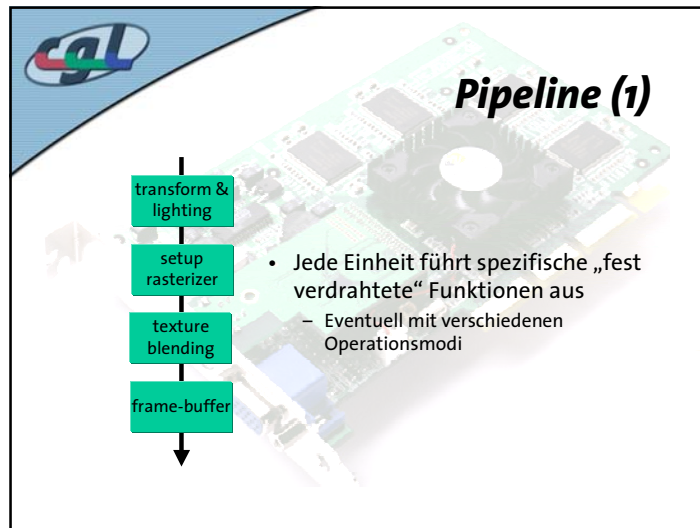 cgl
Pipeline (1)
transform &
lighting
setup
rasterizer
texture
blending
frame-buffer
• Jede Einheit führt spezifische „fest
verdrahtete“ Funktionen aus
– Eventuell mit verschiedenen
Operationsmodi